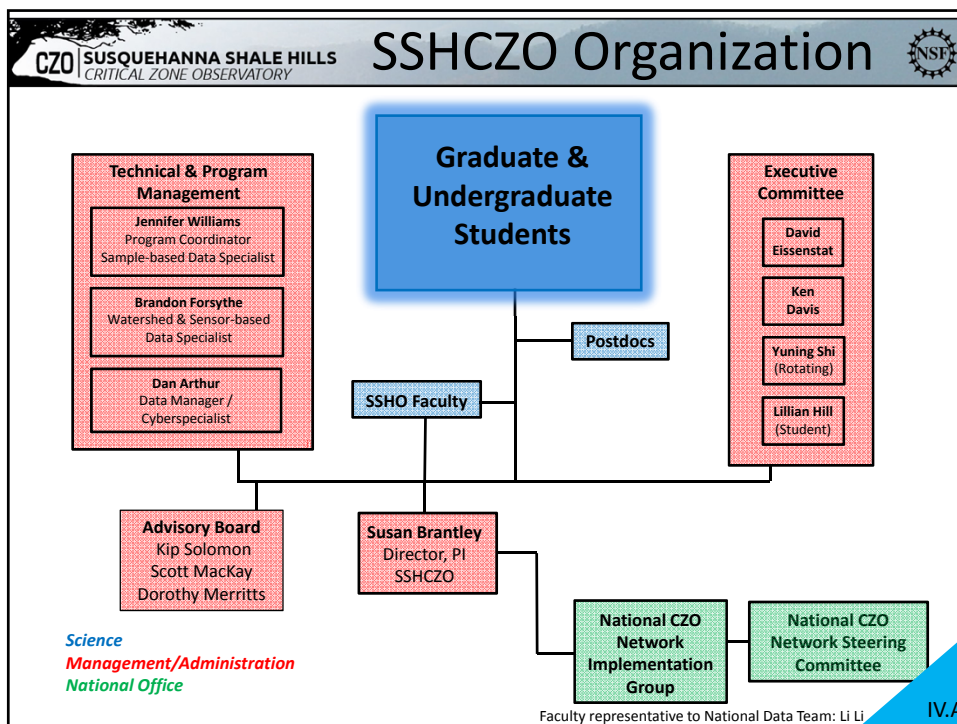 CZO SUSQUEHANNA SHALE HILLS
CRITICAL ZONE OBSERVATORY
SSHCZO Organization
NSF
Technical & Program
Management
Jennifer Williams
Program Coordinator
Sample-based Data Specialist
Brandon Forsythe
Watershed & Sensor-based
Data Specialist
Dan Arthur
Data Manager /
Cyberspecialist
Graduate &
Undergraduate
Students
Postdocs
SSHO Faculty
Executive
Committee
David
Eissenstat
Ken
Davis
Yuning Shi
(Rotating)
Lillian Hill
(Student)
Advisory Board
Kip Solomon
Scott MacKay
Dorothy Merritts
Susan Brantley
Director, PI
SSHCZO
National CZO
Network
Implementation
Group
National CZO
Network Steering
Committee
Science
Management/Administration
National Office
Faculty representative to National Data Team: Li Li
IV.A